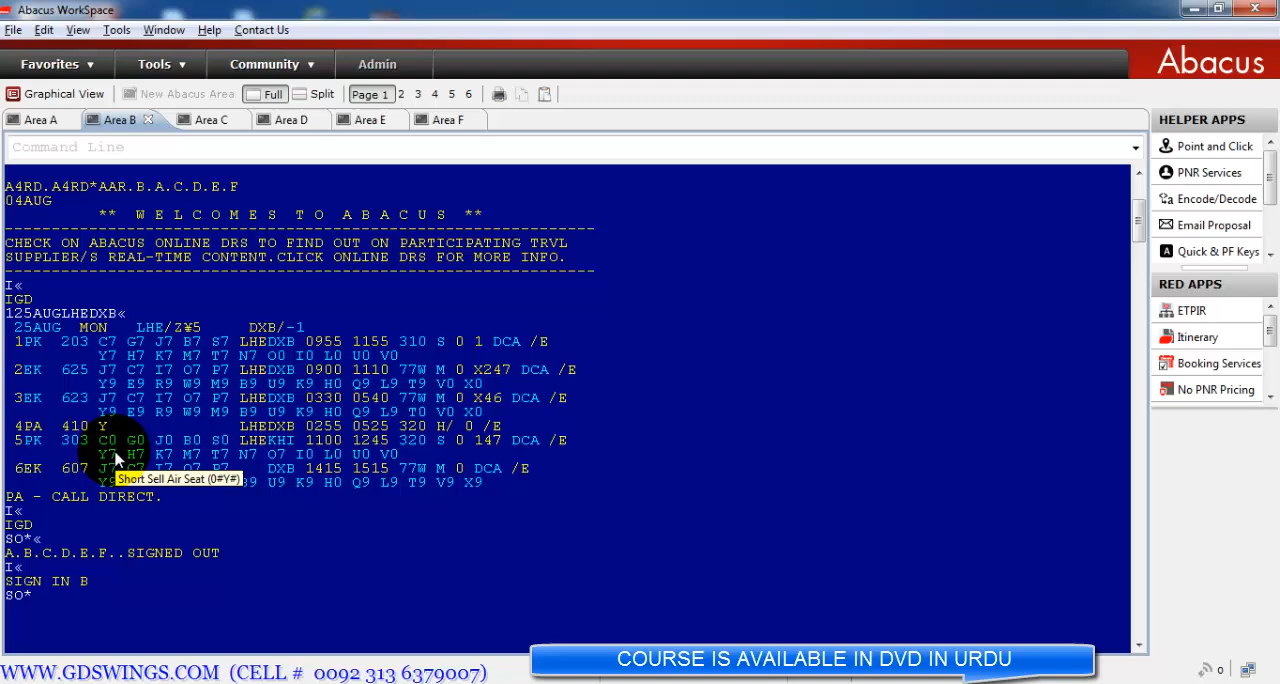 Abacus WorkSpace
File Edit View Tools Window Help Contact Us
Favorites ▼ Tools ▼ Community ▼ Admin
Abacus
Graphical View New Abacus Area Full Split Page 1 2 3 4 5 6
Area A Area B Area C Area D Area E Area F
Command Line
A4RD.A4RD*AAR.B.A.C.D.E.F
04AUG
** W E L C O M E S T O A B A C U S **
----------------------------------------------------------------
CHECK ON ABACUS ONLINE DRS TO FIND OUT ON PARTICIPATING TRVL
SUPPLIER/S REAL-TIME CONTENT.CLICK ONLINE DRS FOR MORE INFO.
----------------------------------------------------------------
I«
IGD
125AUGLHEDXB«
25AUG MON LHE/Z¥5 DXB/-1
1PK 203 C7 G7 J7 B7 S7 LHEDXB 0955 1155 310 S 0 1 DCA /E
Y7 H7 K7 M7 T7 N7 O0 I0 L0 U0 V0
2EK 625 J7 C7 I7 O7 P7 LHEDXB 0900 1110 77W M 0 X247 DCA /E
Y9 E9 R9 W9 M9 B9 U9 K9 H0 Q9 L9 T9 V0 X0
3EK 623 J7 C7 I7 O7 P7 LHEDXB 0330 0540 77W M 0 X46 DCA /E
Y9 E9 R9 W9 M9 B9 U9 K9 H0 Q9 L9 T9 V0 X0
4PA 410 Y LHEDXB 0255 0525 320 H/ 0 /E
5PK 303 C0 G0 J0 B0 S0 LHEKHI 1100 1245 320 S 0 147 DCA /E
Y7 H7 K7 M7 T7 N7 O7 I0 L0 U0 V0
6EK 607 J7 C7 I7 O7 P7 DXB 1415 1515 77W M 0 DCA /E
Y9 B9 U9 K9 H9 Q9 L9 T9 V9 X9
Short Sell Air Seat (0#Y#)
PA - CALL DIRECT.
I«
IGD
SO*«
A.B.C.D.E.F..SIGNED OUT
I«
SIGN IN B
SO*
HELPER APPS
Point and Click
PNR Services
Encode/Decode
Email Proposal
Quick & PF Keys
RED APPS
ETPIR
Itinerary
Booking Services
No PNR Pricing
WWW.GDSWINGS.COM (CELL # 0092 313 6379007)
COURSE IS AVAILABLE IN DVD IN URDU
0